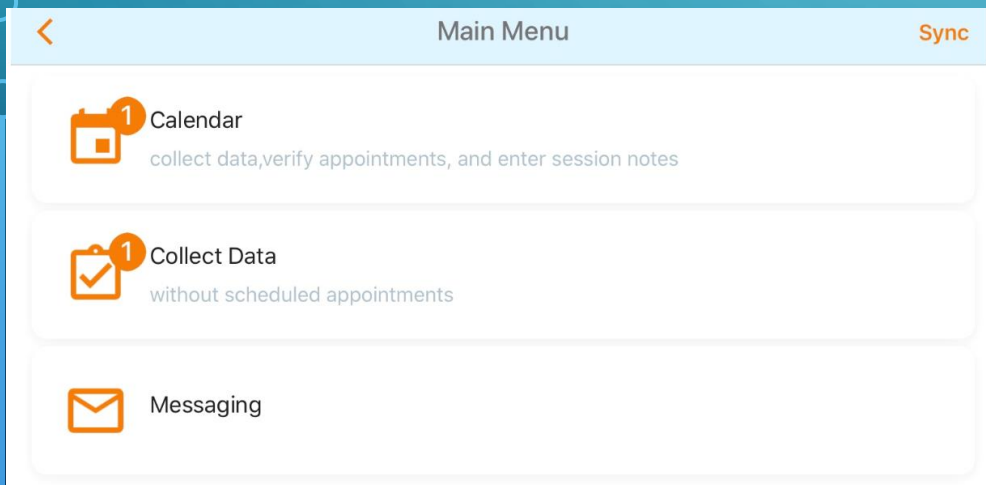 Main Menu
Sync
1
Calendar
collect data,verify appointments, and enter session notes
1
Collect Data
without scheduled appointments
Messaging